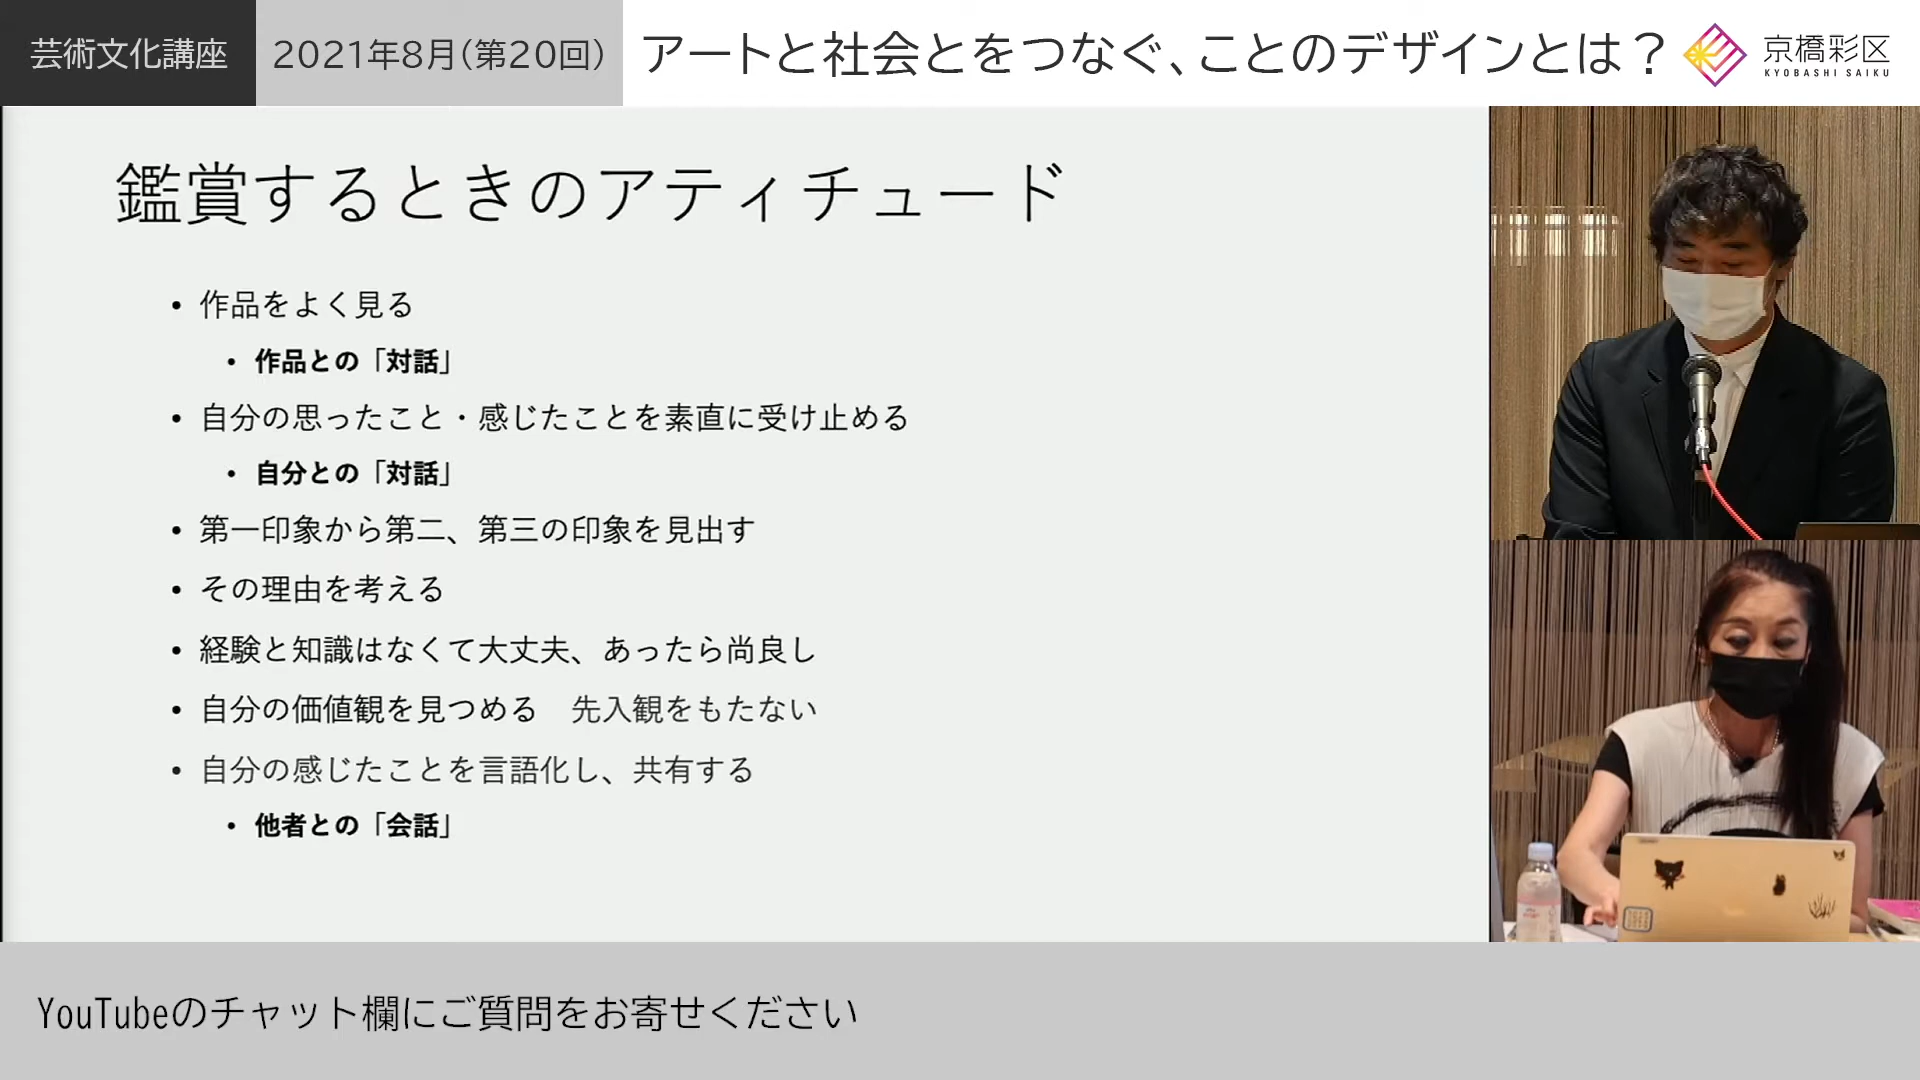 芸術文化講座
2021年8月(第20回)
アートと社会とをつなぐ、ことのデザインとは？
京橋彩区
KYOBASHI SAIKU
鑑賞するときのアティチュード
• 作品をよく見る
• 作品との「対話」
• 自分の思ったこと・感じたことを素直に受け止める
• 自分との「対話」
• 第一印象から第二、第三の印象を見出す
• その理由を考える
• 経験と知識はなくて大丈夫、あったら尚良し
• 自分の価値観を見つめる　先入観をもたない
• 自分の感じたことを言語化し、共有する
• 他者との「会話」
YouTubeのチャット欄にご質問をお寄せください